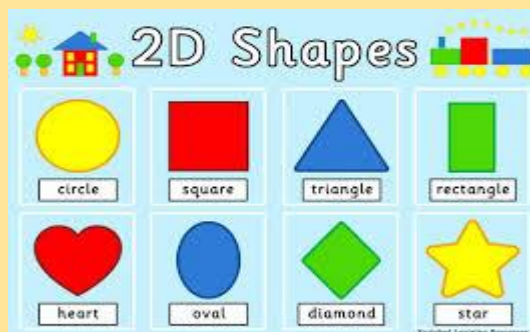 2D Shapes
circle square triangle rectangle
heart oval diamond star